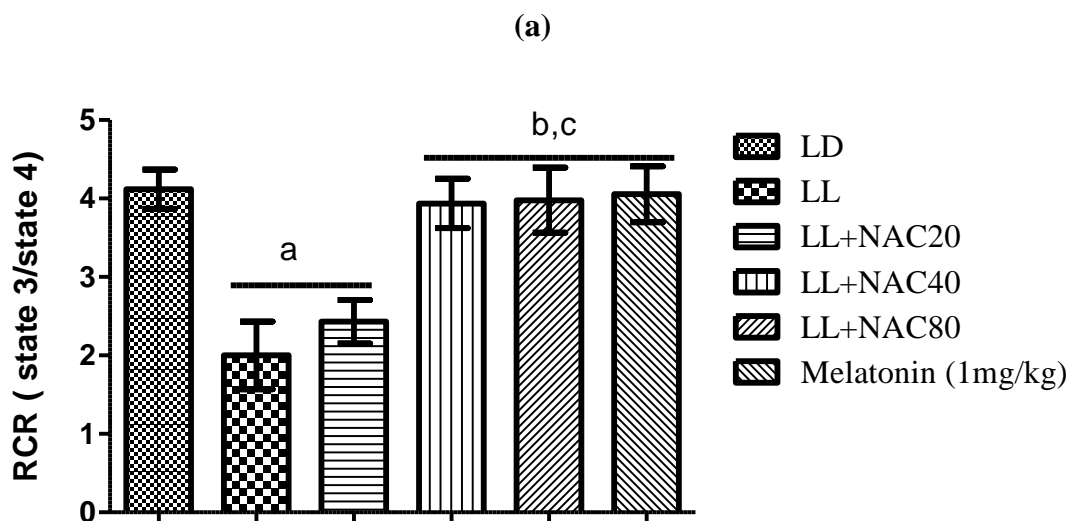 (a)
RCR ( state 3/state 4)
5
4
3
2
1
0
a
b,c
LD
LL
LL+NAC20
LL+NAC40
LL+NAC80
Melatonin (1mg/kg)